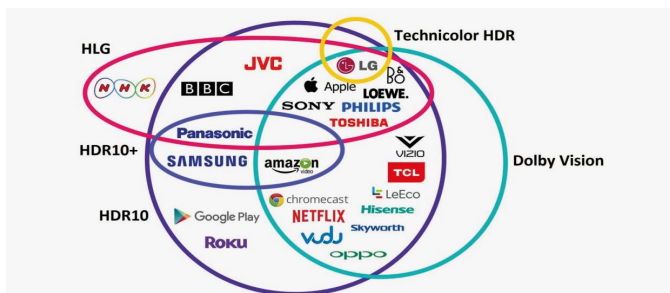 Technicolor HDR
HLG
JVC
LG
B&
BO
NHK
BBC
Apple
LOEWE.
SONY
PHILIPS
TOSHIBA
Panasonic
HDR10+
SAMSUNG
amazon
video
VIZIO
TCL
Dolby Vision
LeEco
chromecast
Hisense
HDR10
Google Play
NETFLIX
Skyworth
ROKU
vudu
oppo